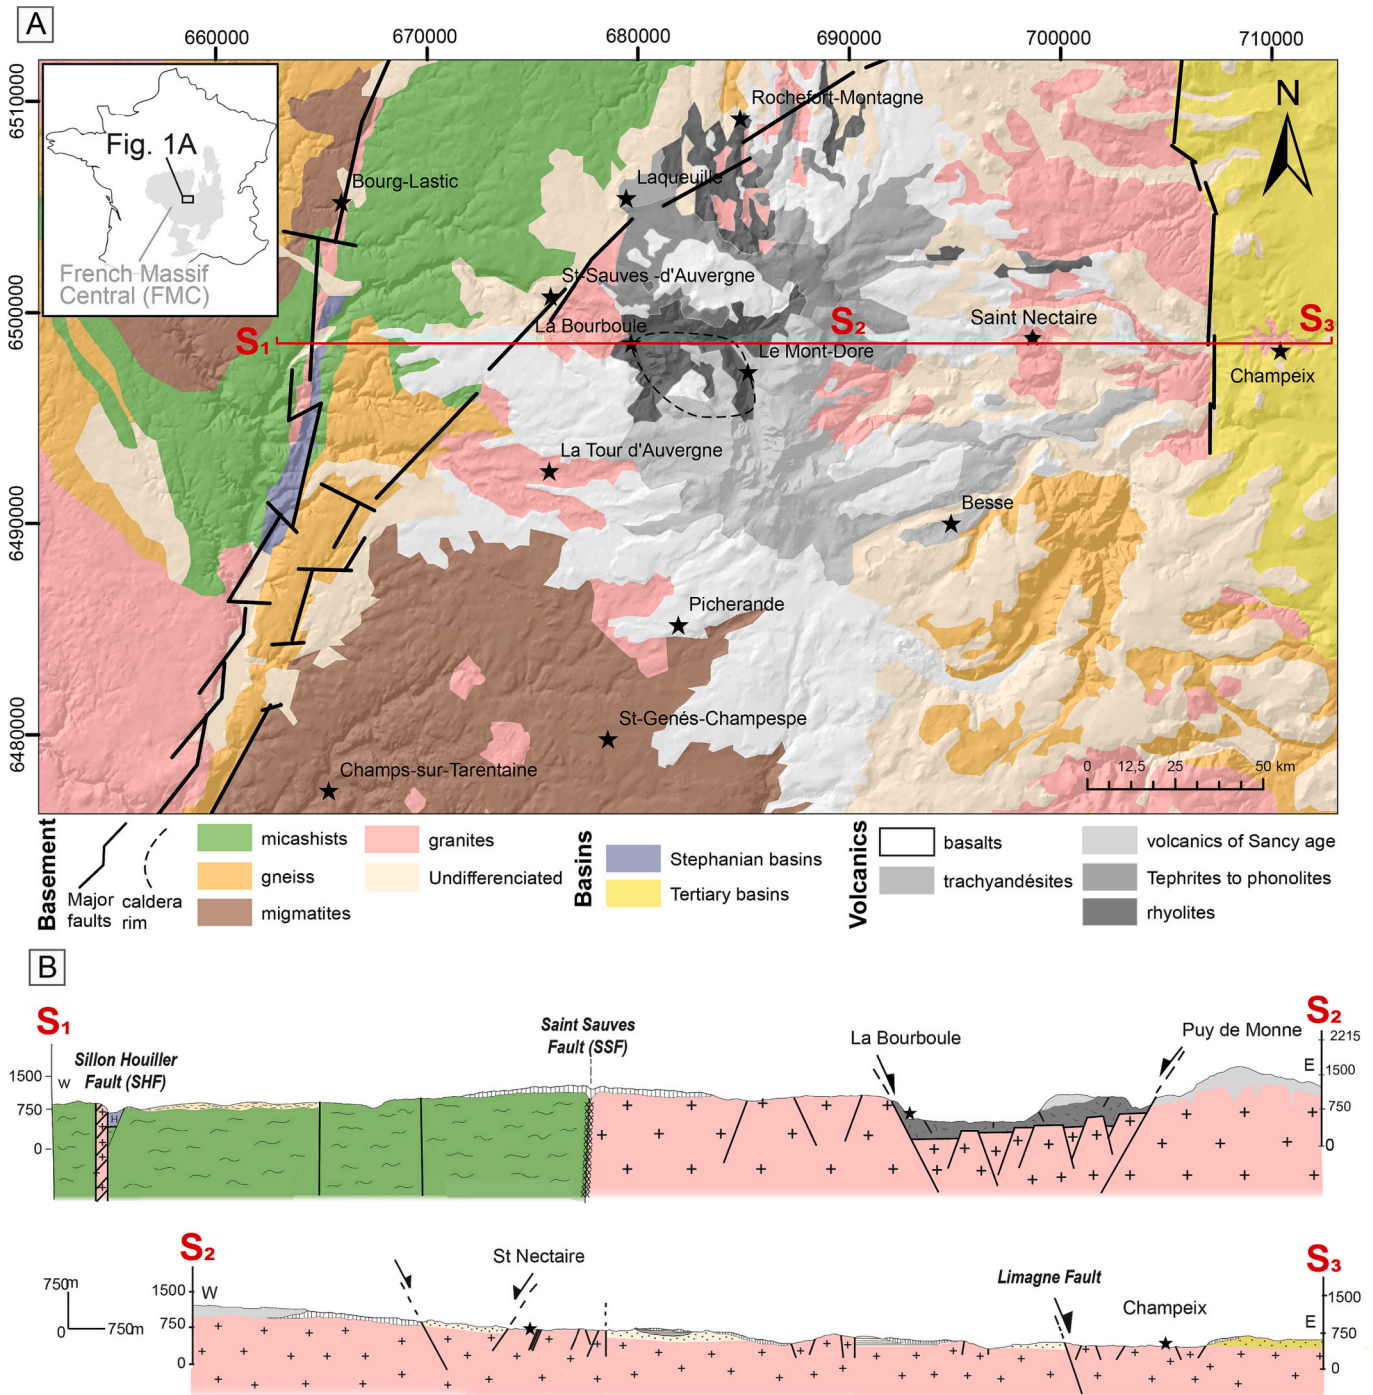 A
660000
670000
680000
690000
700000
710000
6510000
6500000
6490000
6480000
Fig. 1A
French Massif
Central (FMC)
N
Rochefort-Montagne
Bourg-Lastic
Laqueuille
St-Sauves -d'Auvergne
La Bourboule
Le Mont-Dore
Saint Nectaire
Champeix
S1
S2
S3
La Tour d'Auvergne
Besse
Picherande
St-Genés-Champespe
Champs-sur-Tarentaine
0 12,5 25 50 km
Basement
Major
faults
caldera
rim
micashists
gneiss
migmatites
granites
Undifferenciated
Basins
Stephanian basins
Tertiary basins
Volcanics
basalts
trachyandésites
volcanics of Sancy age
Tephrites to phonolites
rhyolites
B
S1
S2
Sillon Houiller
Fault (SHF)
Saint Sauves
Fault (SSF)
La Bourboule
Puy de Monne
W
E
H
1500
750
0
2215
1500
750
0
S2
S3
750m
0
750m
St Nectaire
Limagne Fault
Champeix
W
E
1500
750
0
1500
750
0